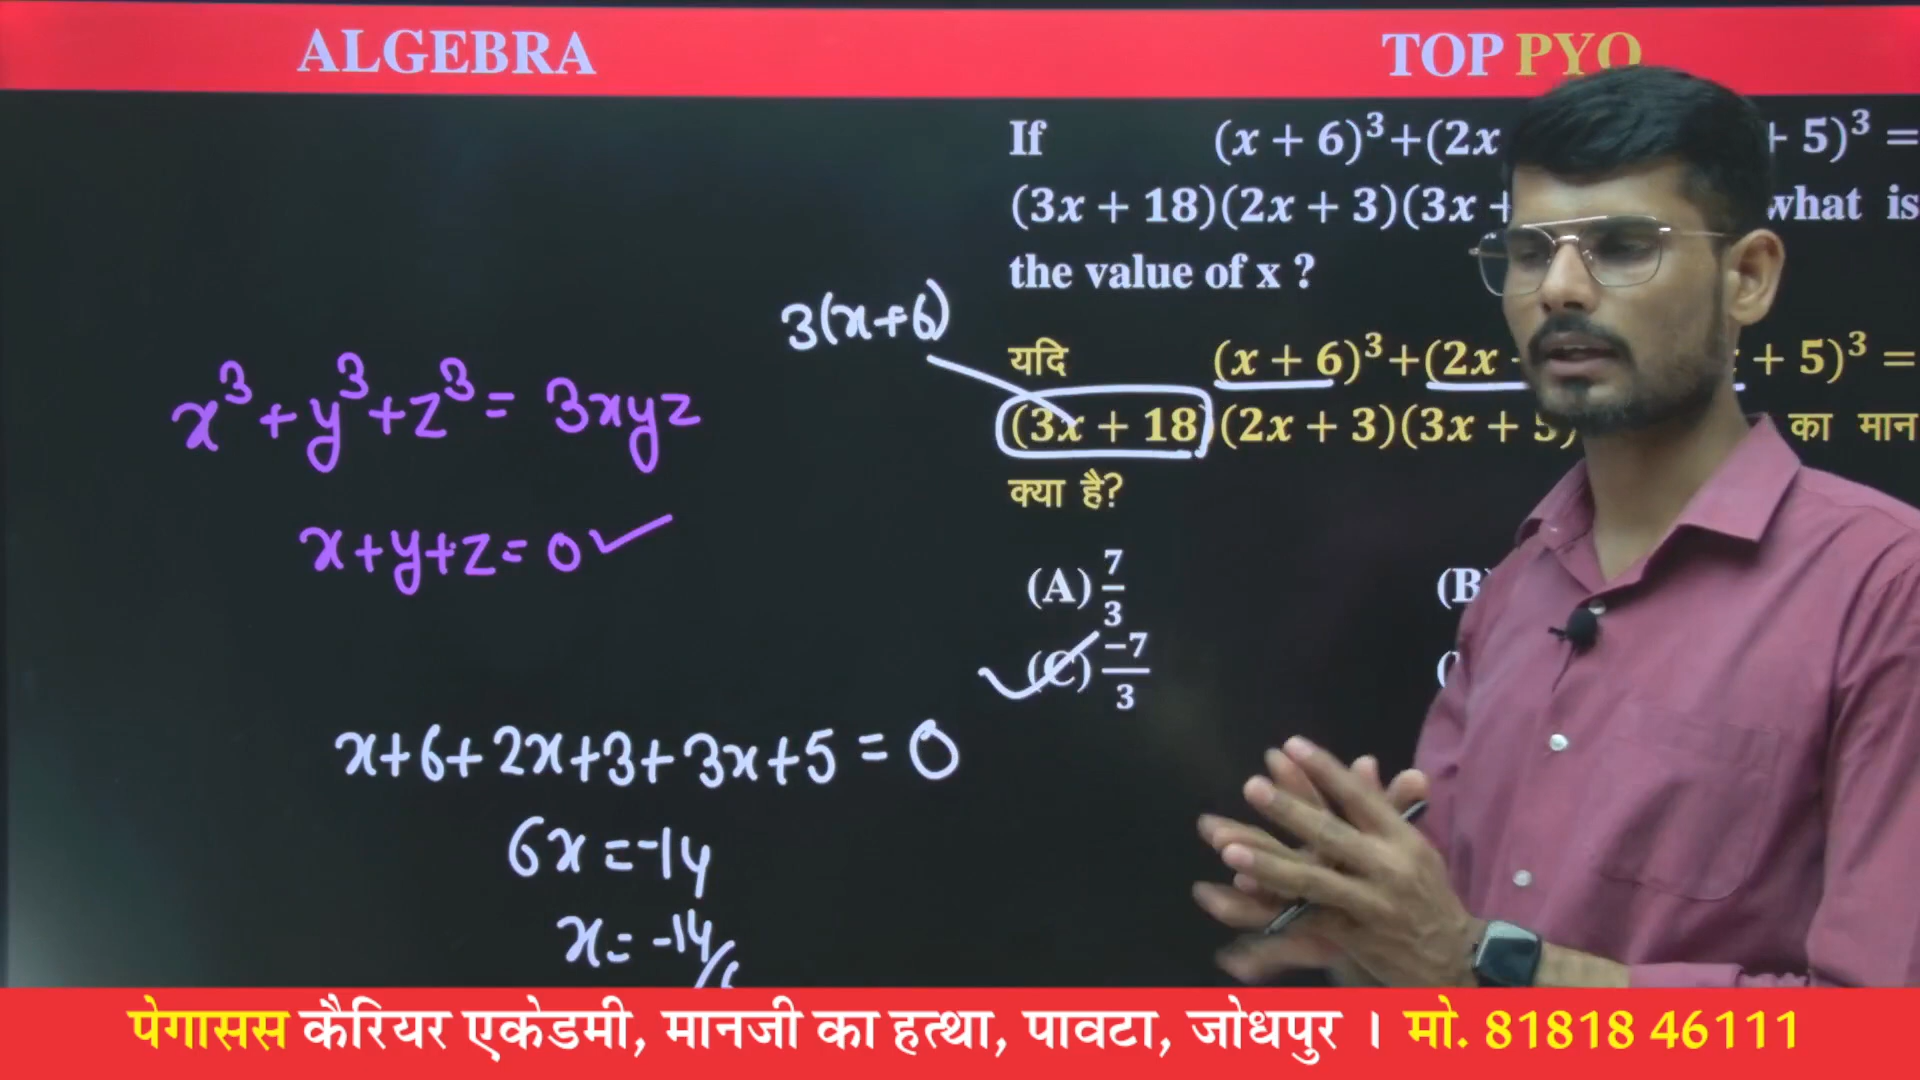 ALGEBRA
TOP PYQ
If (x + 6)³+(2x + 5)³ =
(3x + 18)(2x + 3)(3x + what is
the value of x ?
3(x+6)
यदि (x + 6)³+(2x + 5)³ =
(3x + 18)(2x + 3)(3x + 5) का मान
क्या है?
x³+y³+z³= 3xyz
x+y+z=0
(A) 7/3
(B
(C) -7/3
x+6+2x+3+3x+5=0
6x=-14
x=-14/6
पेगासस कैरियर एकेडमी, मानजी का हत्था, पावटा, जोधपुर । मो. 81818 46111